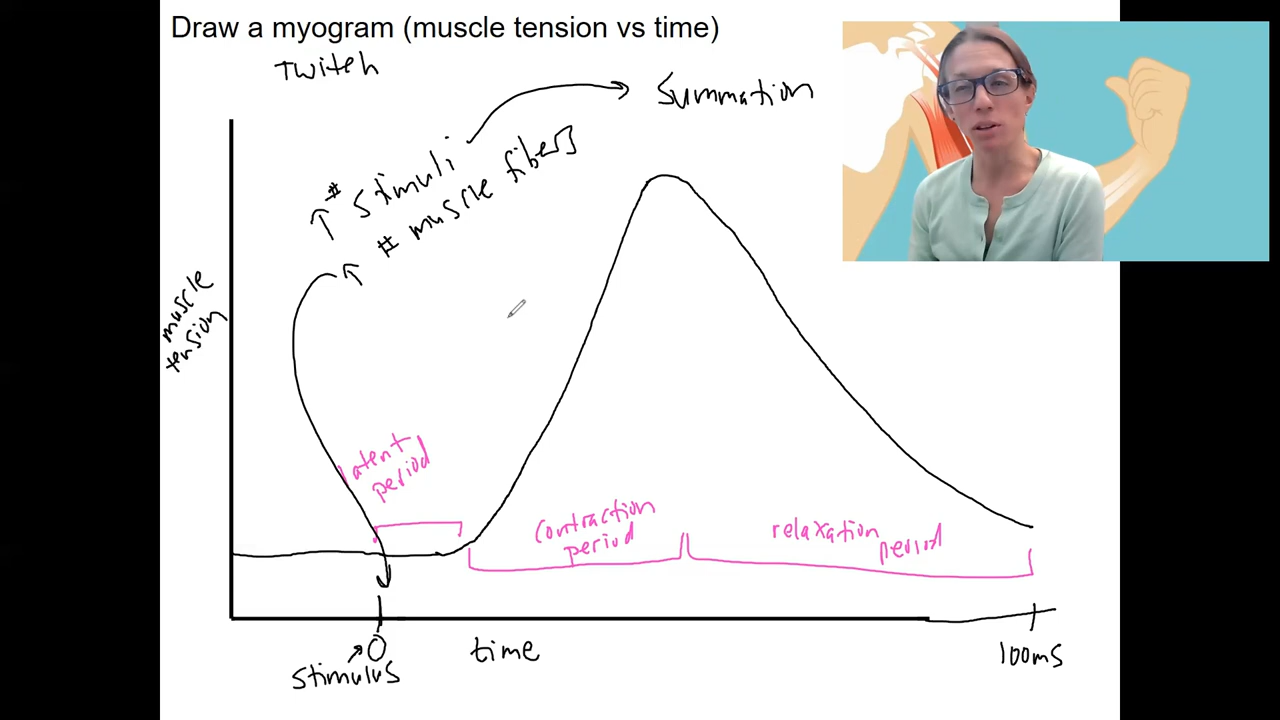 Draw a myogram (muscle tension vs time)
Twitch
Summation
↑ # stimuli
↑ # muscle fibers
muscle
tension
latent
period
contraction
period
relaxation
period
0
stimulus
time
100ms